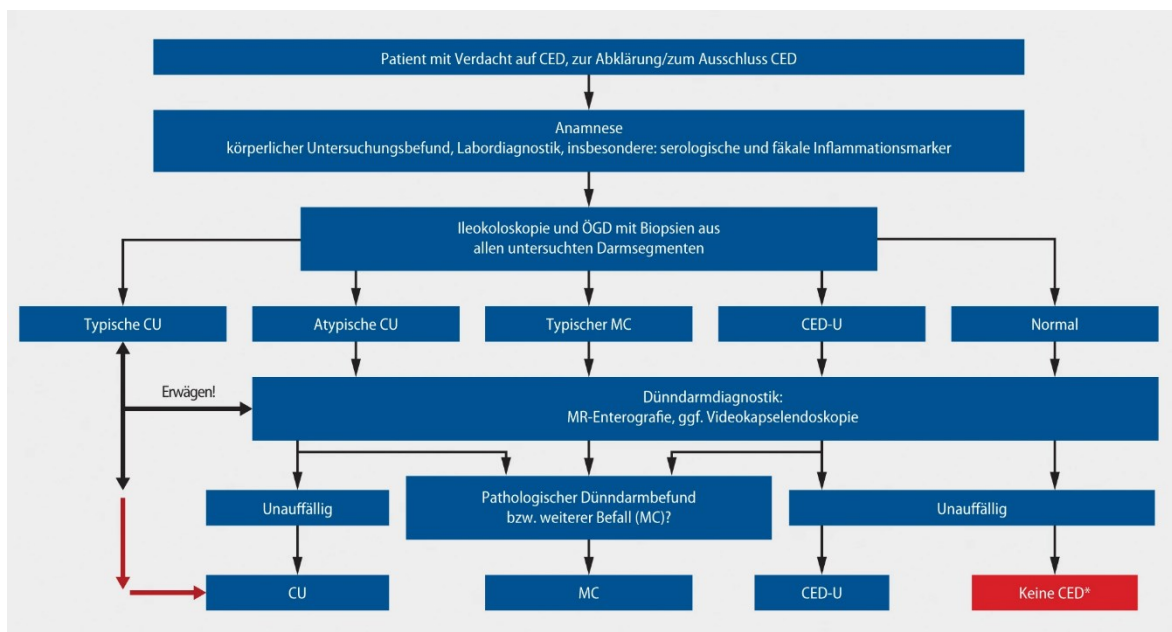 Patient mit Verdacht auf CED, zur Abklärung/zum Ausschluss CED
Anamnese
körperlicher Untersuchungsbefund, Labordiagnostik, insbesondere: serologische und fäkale Inflammationsmarker
Ileokoloskopie und ÖGD mit Biopsien aus
allen untersuchten Darmsegmenten
Typische CU
Atypische CU
Typischer MC
CED-U
Normal
Erwägen!
Dünndarmdiagnostik:
MR-Enterografie, ggf. Videokapselendoskopie
Unauffällig
Pathologischer Dünndarmbefund
bzw. weiterer Befall (MC)?
Unauffällig
CU
MC
CED-U
Keine CED*